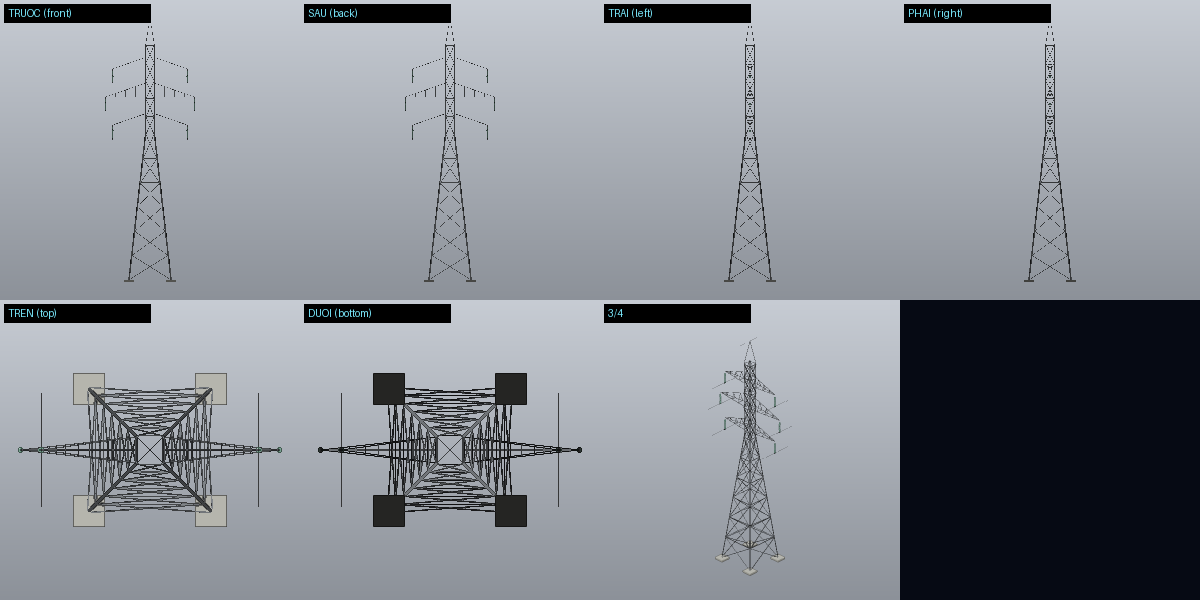 TRUOC (front)
SAU (back)
TRAI (left)
PHAI (right)
TREN (top)
DUOI (bottom)
3/4